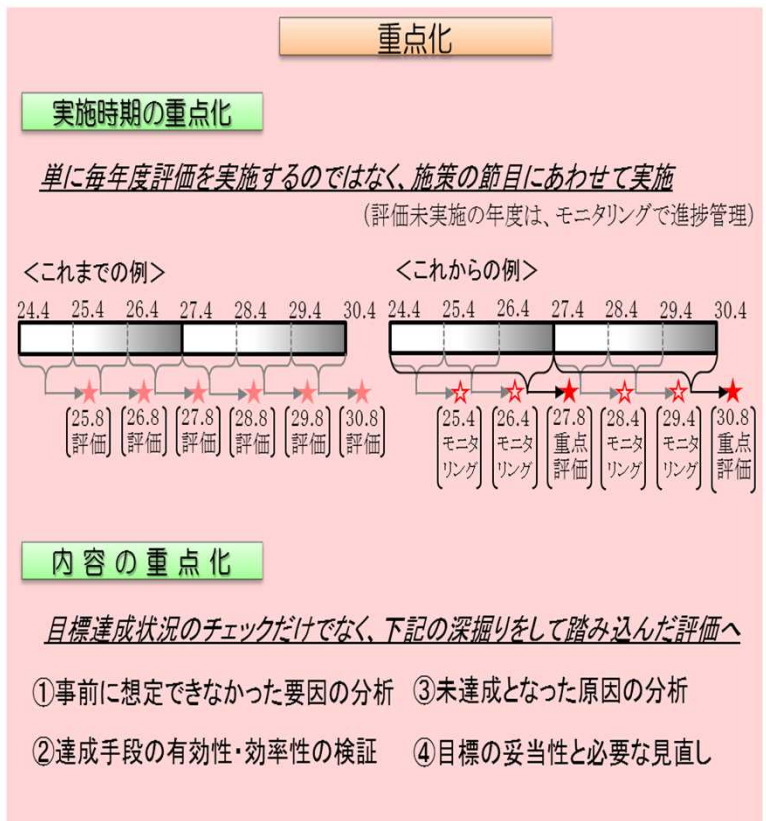 重点化
実施時期の重点化
単に毎年度評価を実施するのではなく、施策の節目にあわせて実施
(評価未実施の年度は、モニタリングで進捗管理)
<これまでの例>
24.4 25.4 26.4 27.4 28.4 29.4 30.4
25.8 26.8 27.8 28.8 29.8 30.8
評価 評価 評価 評価 評価 評価
<これからの例>
24.4 25.4 26.4 27.4 28.4 29.4 30.4
25.4 26.4 27.8 28.4 29.4 30.8
モニタ モニタ 重点 モニタ モニタ 重点
リング リング 評価 リング リング 評価
内容の重点化
目標達成状況のチェックだけでなく、下記の深掘りをして踏み込んだ評価へ
①事前に想定できなかった要因の分析
②達成手段の有効性・効率性の検証
③未達成となった原因の分析
④目標の妥当性と必要な見直し